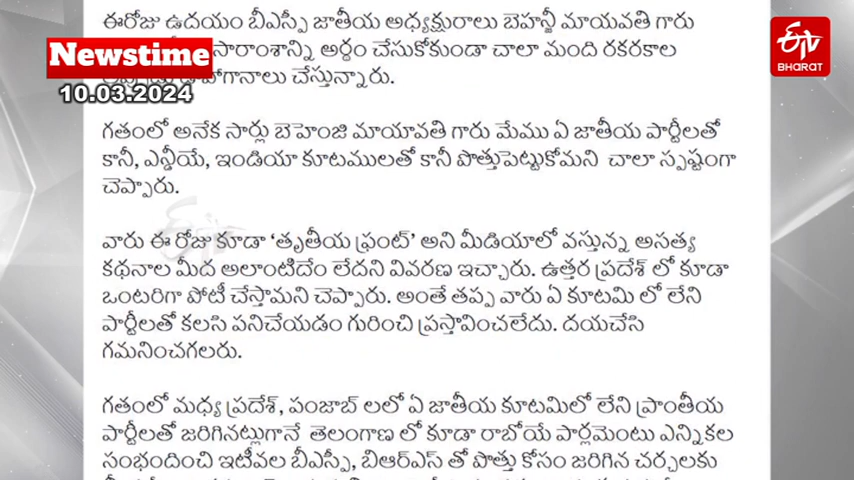 ఈరోజు ఉదయం బీఎస్పీ జాతీయ అధ్యక్షురాలు బెహన్జీ మాయవతి గారు
సారాంశాన్ని అర్థం చేసుకోకుండా చాలా మంది రకరకాల
చేస్తున్నారు.
Newstime
10.03.2024
ETV
BHARAT
గతంలో అనేక సార్లు బెహెంజి మాయావతి గారు మేము ఏ జాతీయ పార్టీలతో
కానీ, ఎన్డీయే, ఇండియా కూటములతో కానీ పొత్తుపెట్టుకోమని చాలా స్పష్టంగా
చెప్పారు.
వారు ఈ రోజు కూడా ‘తృతీయ ఫ్రంట్’ అని మీడియాలో వస్తున్న అసత్య
కథనాల మీద అలాంటిదేం లేదని వివరణ ఇచ్చారు. ఉత్తర ప్రదేశ్ లో కూడా
ఒంటరిగా పోటీ చేస్తామని చెప్పారు. అంతే తప్ప వారు ఏ కూటమి లో లేని
పార్టీలతో కలసి పనిచేయడం గురించి ప్రస్తావించలేదు. దయచేసి
గమనించగలరు.
గతంలో మధ్య ప్రదేశ్, పంజాబ్ లలో ఏ జాతీయ కూటమిలో లేని ప్రాంతీయ
పార్టీలతో జరిగినట్లుగానే తెలంగాణ లో కూడా రాబోయే పార్లమెంటు ఎన్నికల
సంభందించి ఇటీవల బీఎస్పీ, బిఆర్ఎస్ తో పొత్తు కోసం జరిగిన చర్చలకు